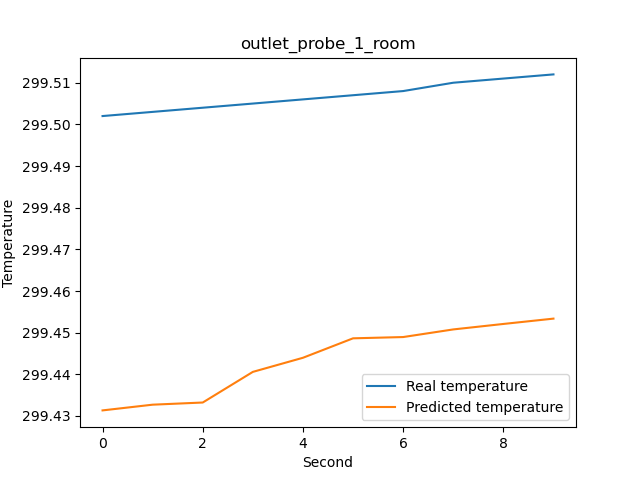 outlet_probe_1_room
299.51
299.50
299.49
299.48
299.47
299.46
299.45
299.44
299.43
Temperature
Real temperature
Predicted temperature
0 2 4 6 8
Second